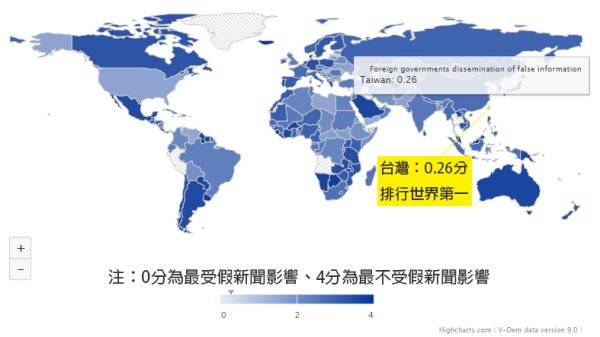 Foreign governments dissemination of false information
Taiwan: 0.26
台灣：0.26分
排行世界第一
+
−
注：0分為最受假新聞影響、4分為最不受假新聞影響
0 2 4
Highcharts.com | V-Dem data version 9.0 |